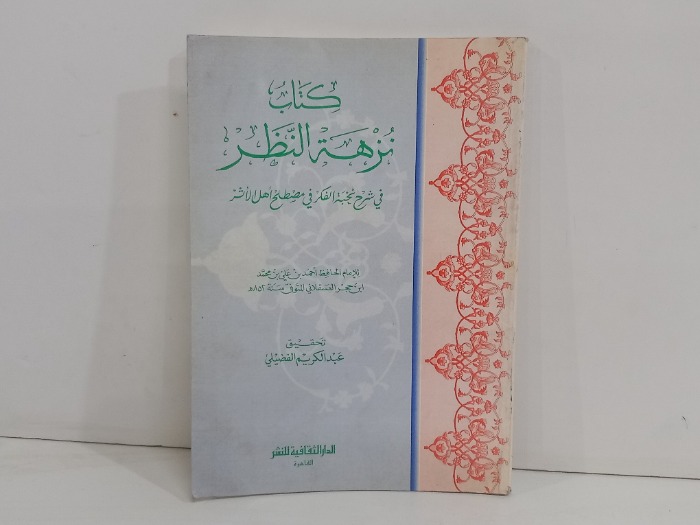 كتاب
نزهة النظر
في شرح نخبة الفكر في مصطلح أهل الأثر
للإمام الحافظ أحمد بن علي بن محمد
ابن حجر العسقلاني المتوفى سنة ٨٥٢ه
تحقيق
عبد الكريم الفضيلي
الدار الثقافية للنشر
القاهرة